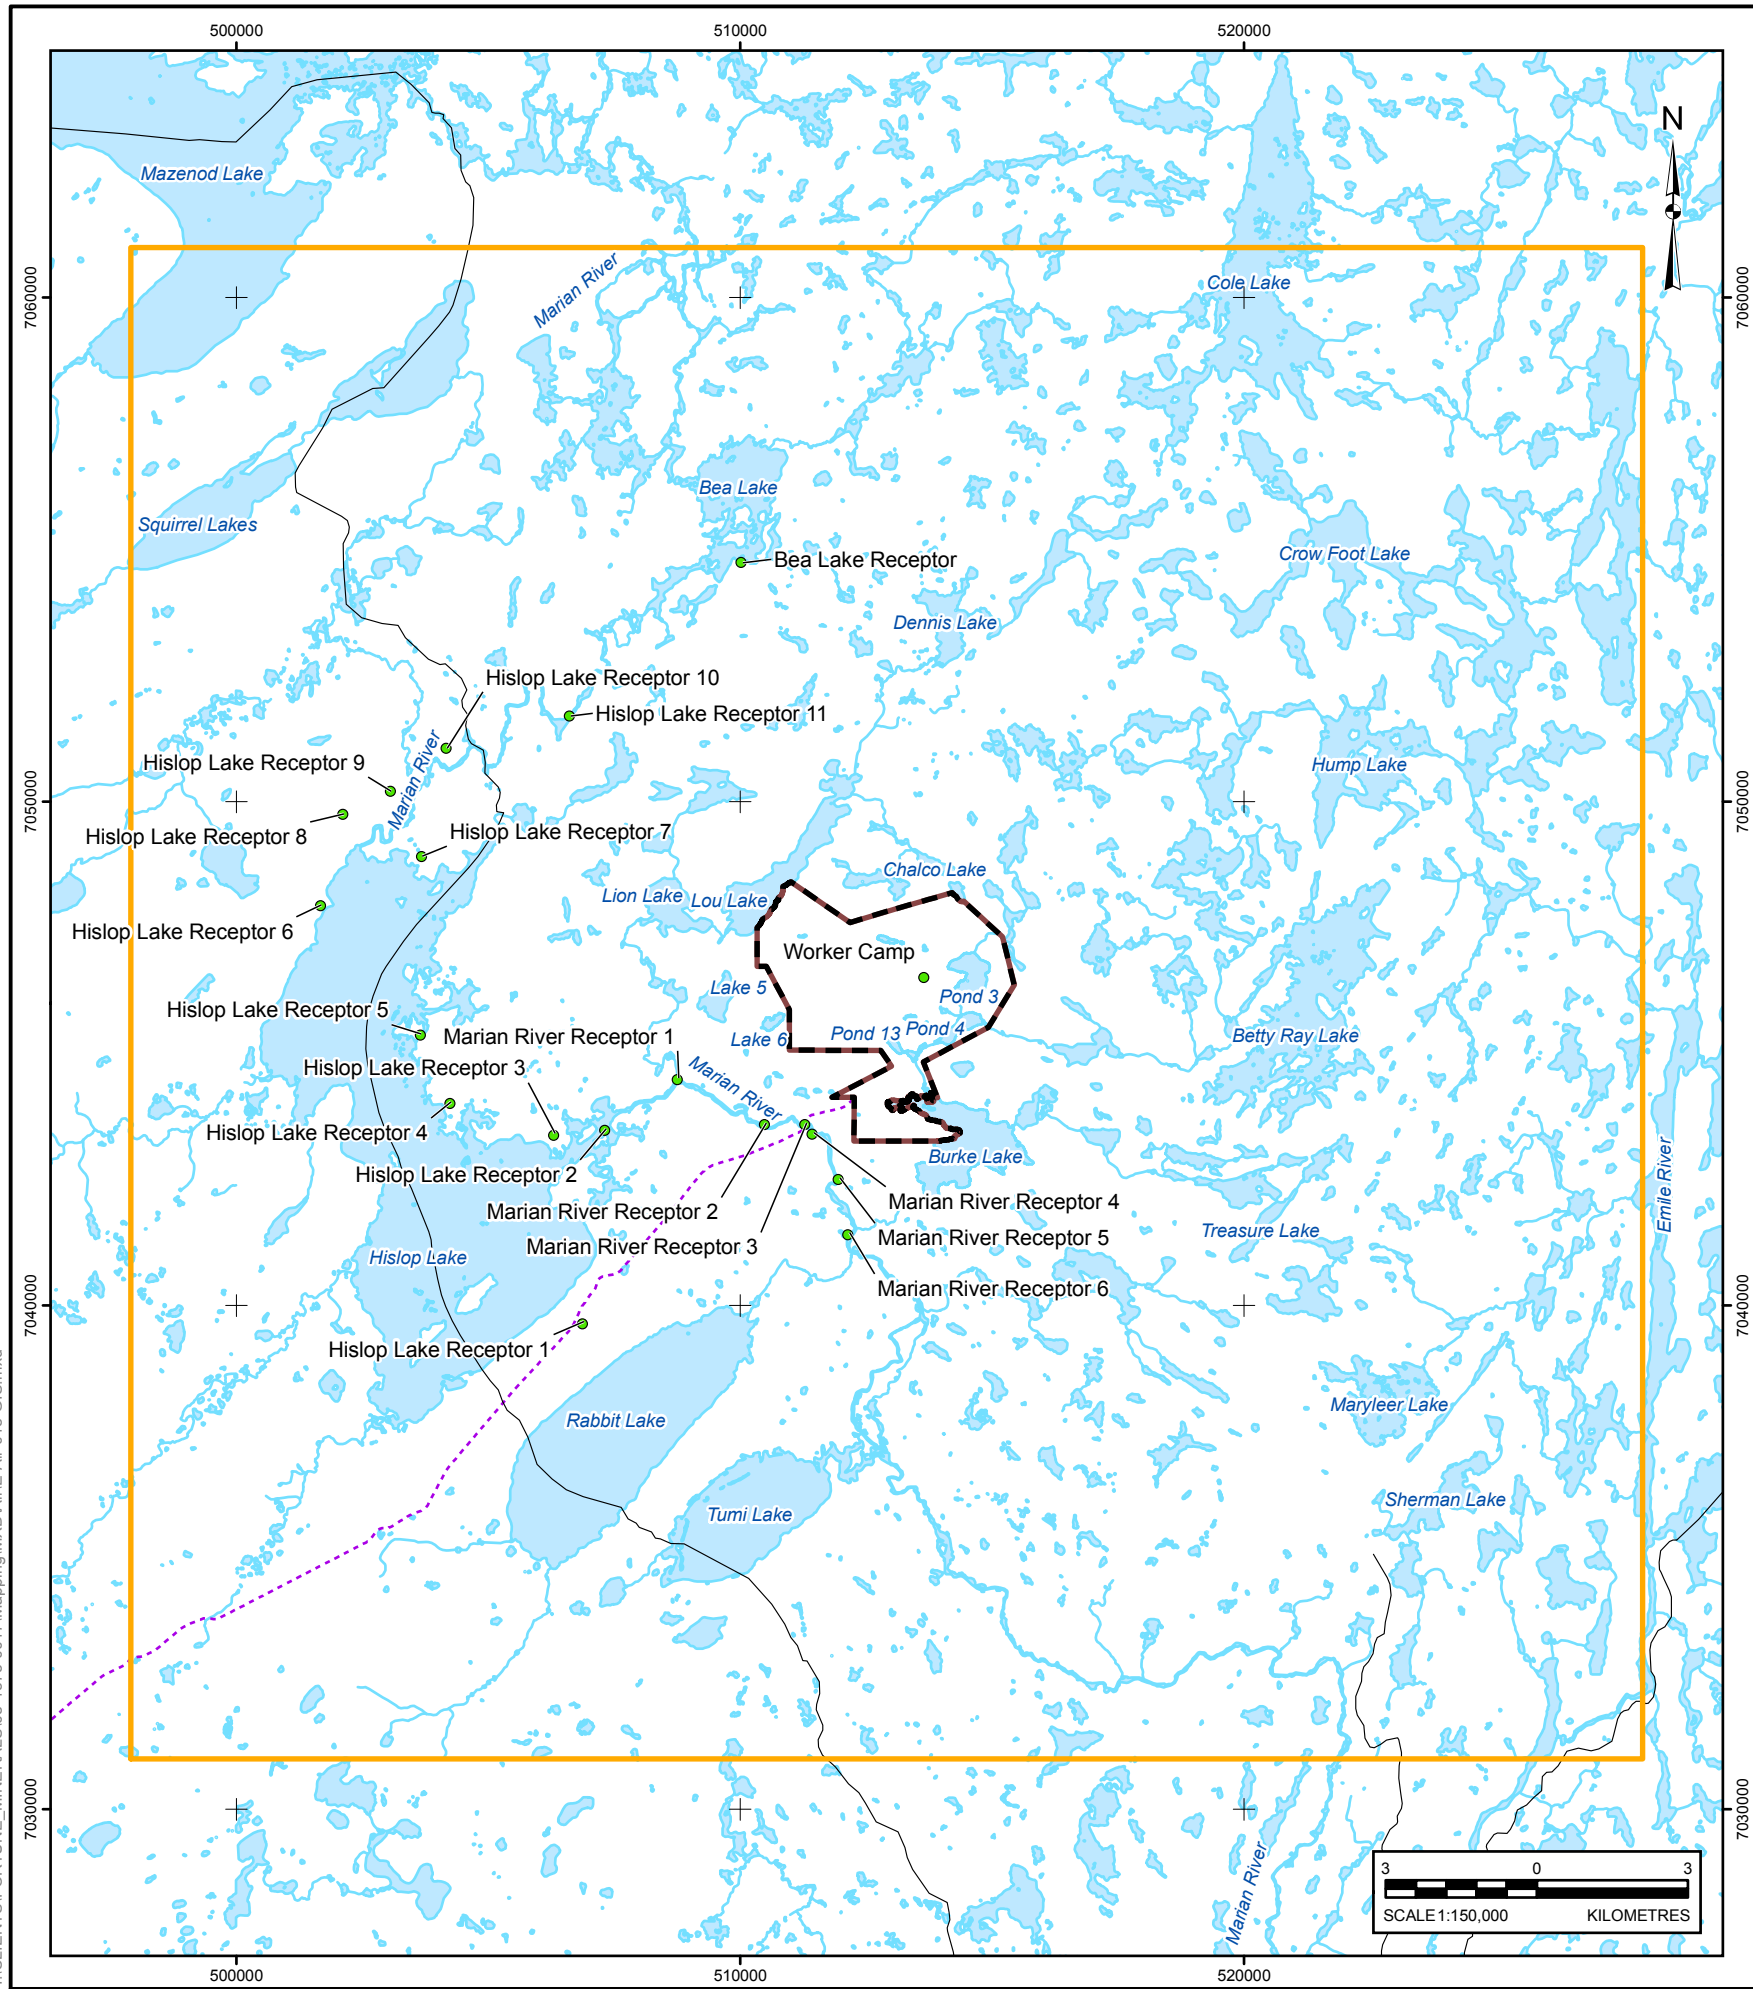 500000
510000
520000
N
Mazenod Lake
7060000
7060000
Marian River
Cole Lake
Bea Lake
Squirrel Lakes
Crow Foot Lake
Bea Lake Receptor
Dennis Lake
Hislop Lake Receptor 10
Hislop Lake Receptor 11
Marian River
Hislop Lake Receptor 9
Hump Lake
7050000
7050000
Hislop Lake Receptor 8
Hislop Lake Receptor 7
Chalco Lake
Lion Lake
Lou Lake
Hislop Lake Receptor 6
Worker Camp
Lake 5
Pond 3
Hislop Lake Receptor 5
Marian River Receptor 1
Lake 6
Pond 13
Pond 4
Betty Ray Lake
Hislop Lake Receptor 3
Marian River
Hislop Lake Receptor 4
Burke Lake
Hislop Lake Receptor 2
Emile River
Marian River Receptor 2
Marian River Receptor 4
Treasure Lake
Marian River Receptor 3
Marian River Receptor 5
Hislop Lake
Marian River Receptor 6
7040000
7040000
Hislop Lake Receptor 1
Maryleer Lake
Rabbit Lake
Sherman Lake
Tumi Lake
7030000
7030000
Marian River
3 0 3
SCALE 1:150,000 KILOMETRES
500000
510000
520000